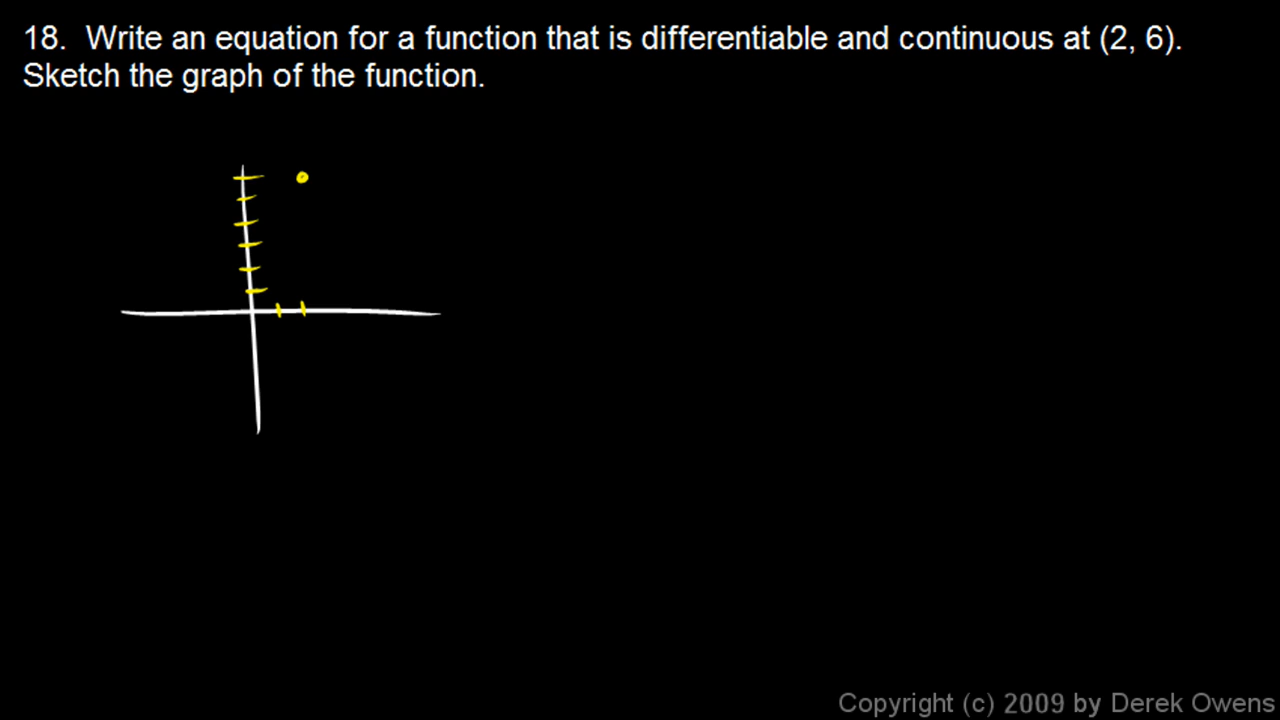 18.  Write an equation for a function that is differentiable and continuous at (2, 6).
Sketch the graph of the function.
Copyright (c) 2009 by Derek Owens